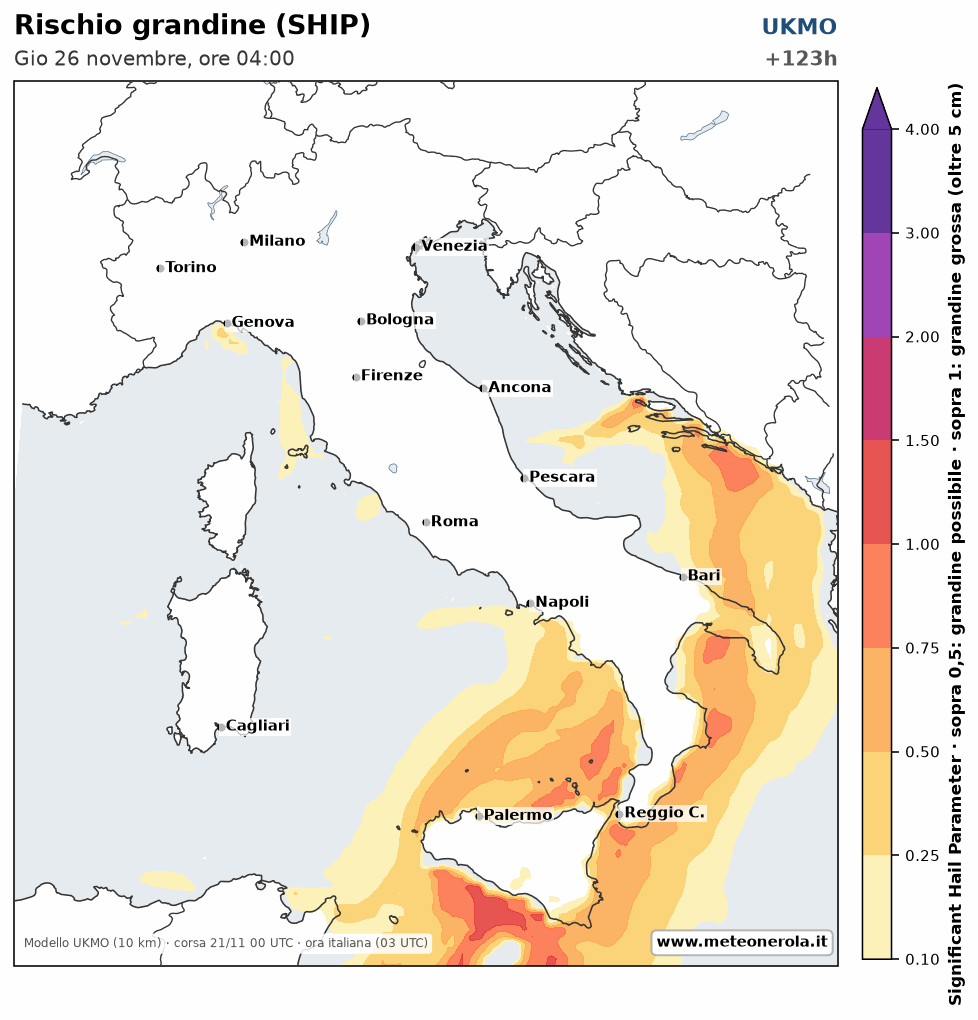 Rischio grandine (SHIP)
UKMO
Gio 26 novembre, ore 04:00
+123h
Milano
Venezia
Torino
Genova
Bologna
Firenze
Ancona
Pescara
Roma
Bari
Napoli
Cagliari
Palermo
Reggio C.
Modello UKMO (10 km) · corsa 21/11 00 UTC · ora italiana (03 UTC)
www.meteonerola.it
4.00
3.00
2.00
1.50
1.00
0.75
0.50
0.25
0.10
Significant Hail Parameter · sopra 0,5: grandine possibile · sopra 1: grandine grossa (oltre 5 cm)